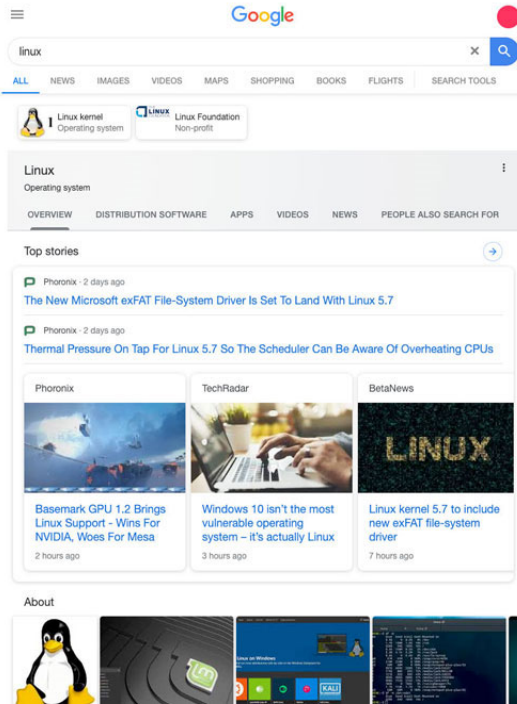 Google
linux
ALL NEWS IMAGES VIDEOS MAPS SHOPPING BOOKS FLIGHTS SEARCH TOOLS
Linux kernel
Operating system
LINUX
Linux Foundation
Non-profit
Linux
Operating system
OVERVIEW DISTRIBUTION SOFTWARE APPS VIDEOS NEWS PEOPLE ALSO SEARCH FOR
Top stories
Phoronix · 2 days ago
The New Microsoft exFAT File-System Driver Is Set To Land With Linux 5.7
Phoronix · 2 days ago
Thermal Pressure On Tap For Linux 5.7 So The Scheduler Can Be Aware Of Overheating CPUs
Phoronix
Basemark GPU 1.2 Brings
Linux Support - Wins For
NVIDIA, Woes For Mesa
2 hours ago
TechRadar
Windows 10 isn't the most
vulnerable operating
system – it's actually Linux
3 hours ago
BetaNews
LINUX
Linux kernel 5.7 to include
new exFAT file-system
driver
7 hours ago
About
Linux on Windows
KALI